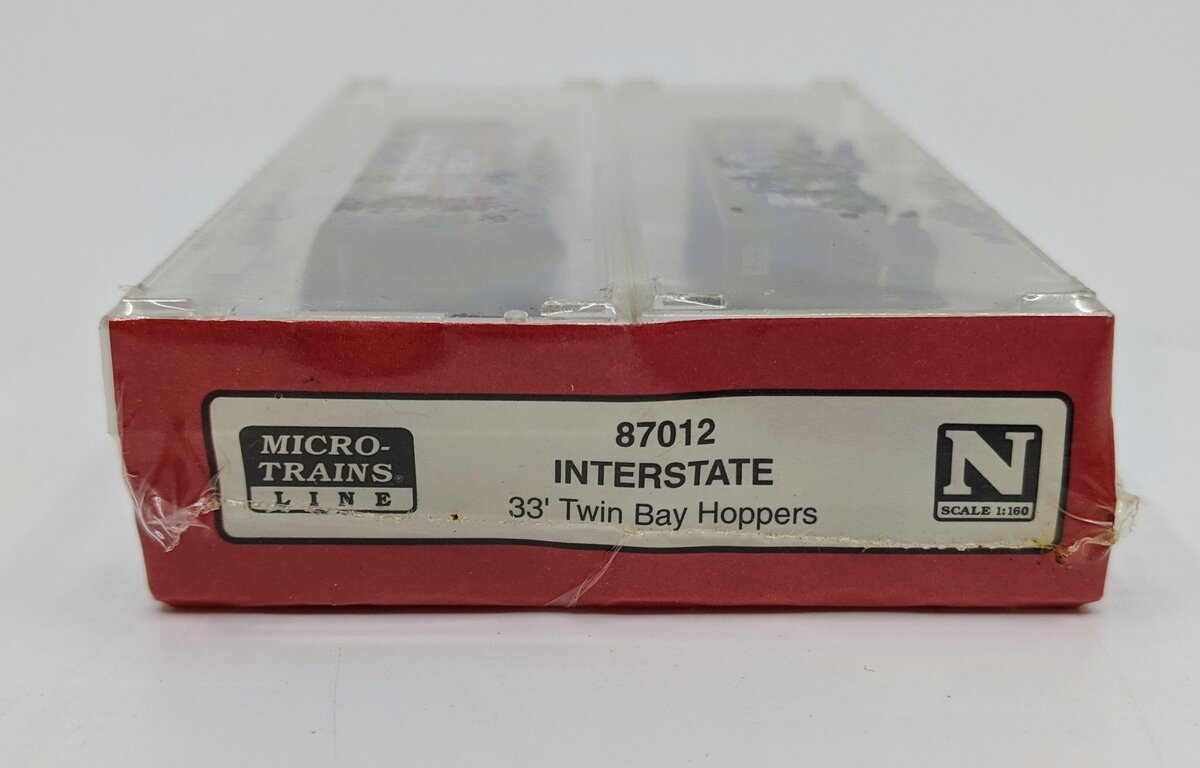 MICRO-
TRAINS®
LINE
87012
INTERSTATE
33' Twin Bay Hoppers
N
SCALE 1:160